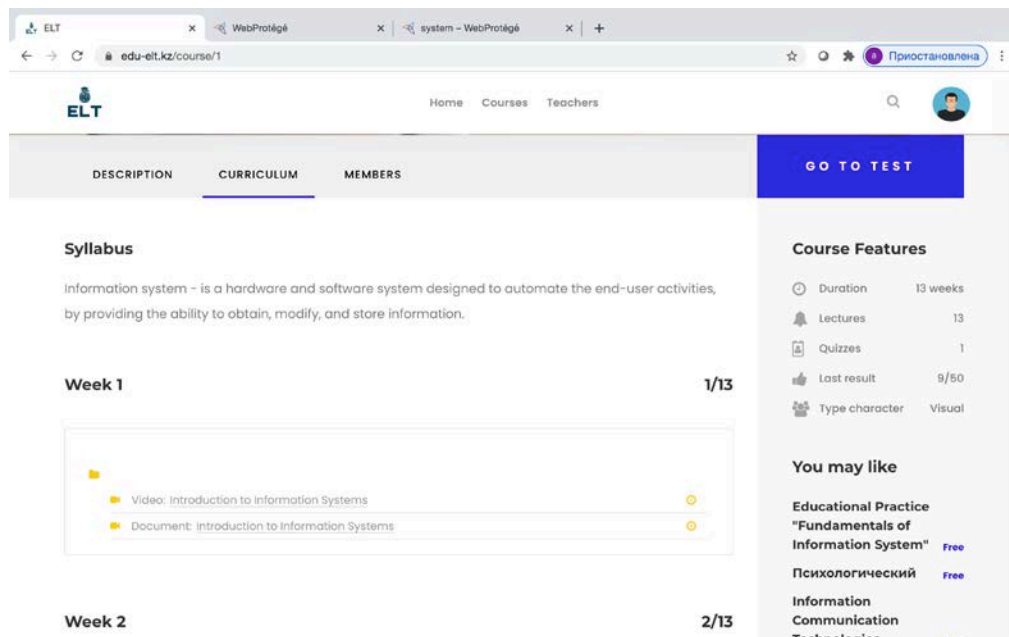 ELT
WebProtégé
system – WebProtégé
edu-elt.kz/course/1
Приостановлена
ELT
Home Courses Teachers
DESCRIPTION CURRICULUM MEMBERS
GO TO TEST
Syllabus
Information system - is a hardware and software system designed to automate the end-user activities,
by providing the ability to obtain, modify, and store information.
Week 1 1/13
Video: Introduction to Information Systems
Document: Introduction to Information Systems
Week 2 2/13
Course Features
Duration 13 weeks
Lectures 13
Quizzes 1
Last result 9/50
Type character Visual
You may like
Educational Practice
"Fundamentals of
Information System" Free
Психологический Free
Information
Communication